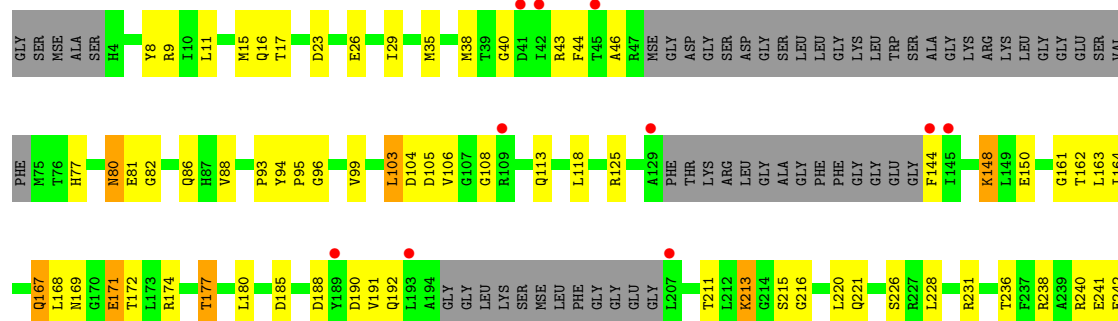 GLY SER MSE ALA SER H4 Y8 R9 I10 L11 M15 Q16 T17 D23 E26 I29 M35 M38 T39 G40 D41 I42 R43 F44 T45 A46 R47 MSE GLY ASP GLY SER ASP GLY SER LEU LEU GLY LYS LEU TRP SER ALA GLY LYS ARG LYS LEU GLY GLY GLU SER VAL
PHE M75 T76 H77 N80 E81 G82 Q86 H87 V88 P93 Y94 P95 G96 V99 L103 D104 D105 V106 G107 G108 R109 Q113 L118 R125 A129 PHE THR LYS ARG LEU GLY ALA GLY PHE PHE GLY GLY GLU GLY F144 I145 K148 L149 E150 G161 T162 L163 I164
Q167 L168 N169 G170 E171 T172 L173 R174 T177 L180 D185 D188 Y189 D190 V191 Q192 L193 A194 GLY GLY LEU LYS SER MSE LEU PHE GLY GLY GLU GLY L207 T211 L212 K213 G214 S215 G216 L220 Q221 S226 R227 L228 R231 T236 F237 R238 A239 R240 E241